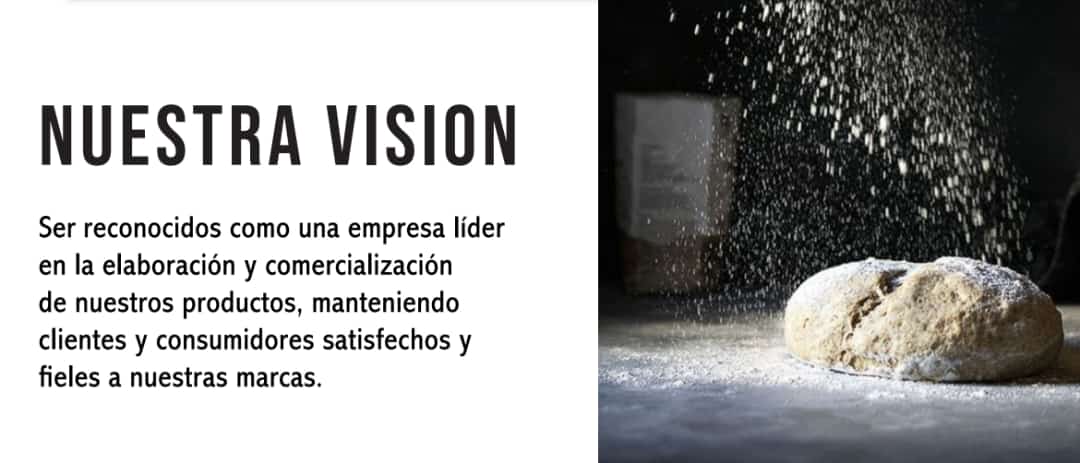 NUESTRA VISION
Ser reconocidos como una empresa líder
en la elaboración y comercialización
de nuestros productos, manteniendo
clientes y consumidores satisfechos y
fieles a nuestras marcas.